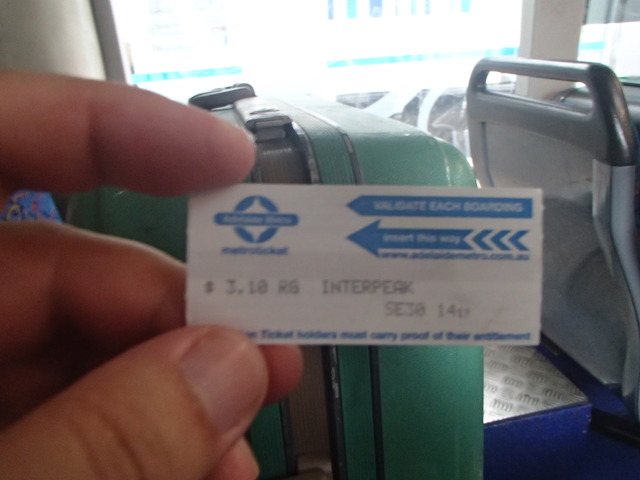 Adelaide Metro
metroticket
VALIDATE EACH BOARDING
insert this way
www.adelaidemetro.com.au
$ 3.10 RG INTERPEAK
SE30 14
Ticket holders must carry proof of their entitlement